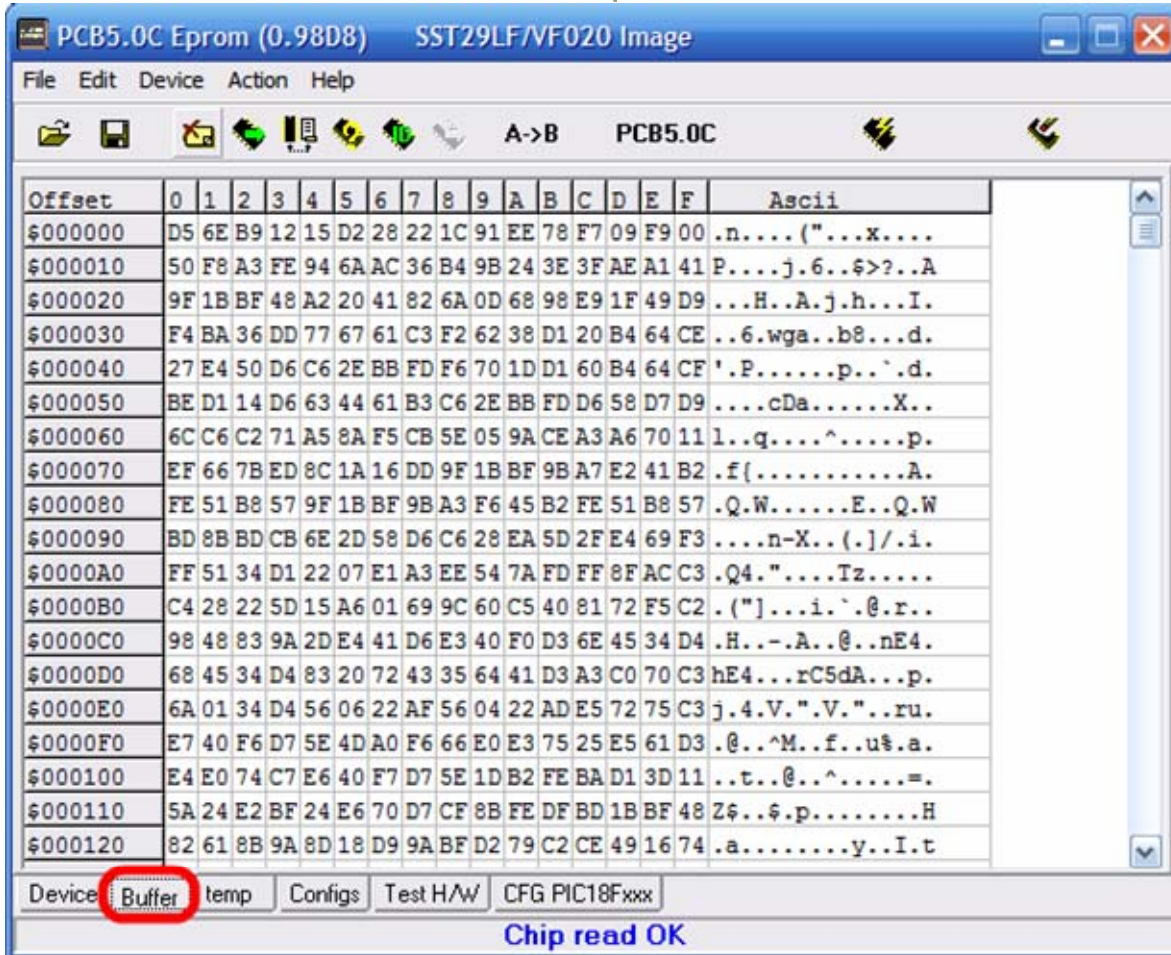 PCB5.0C Eprom (0.98D8) SST29LF/VF020 Image
File Edit Device Action Help
A->B PCB5.0C
Offset 0 1 2 3 4 5 6 7 8 9 A B C D E F Ascii
$000000 D5 6E B9 12 15 D2 28 22 1C 91 EE 78 F7 09 F9 00 .n....("...x....
$000010 50 F8 A3 FE 94 6A AC 36 B4 9B 24 3E 3F AE A1 41 P....j.6..$>?..A
$000020 9F 1B BF 48 A2 20 41 82 6A 0D 68 98 E9 1F 49 D9 ...H..A.j.h...I.
$000030 F4 BA 36 DD 77 67 61 C3 F2 62 38 D1 20 B4 64 CE ..6.wga..b8...d.
$000040 27 E4 50 D6 C6 2E BB FD F6 70 1D D1 60 B4 64 CF '.P......p..`.d.
$000050 BE D1 14 D6 63 44 61 B3 C6 2E BB FD D6 58 D7 D9 ....cDa......X..
$000060 6C C6 C2 71 A5 8A F5 CB 5E 05 9A CE A3 A6 70 11 l..q....^.....p.
$000070 EF 66 7B ED 8C 1A 16 DD 9F 1B BF 9B A7 E2 41 B2 .f{...........A.
$000080 FE 51 B8 57 9F 1B BF 9B A3 F6 45 B2 FE 51 B8 57 .Q.W......E..Q.W
$000090 BD 8B BD CB 6E 2D 58 D6 C6 28 EA 5D 2F E4 69 F3 ....n-X..(.]/.i.
$0000A0 FF 51 34 D1 22 07 E1 A3 EE 54 7A FD FF 8F AC C3 .Q4."....Tz.....
$0000B0 C4 28 22 5D 15 A6 01 69 9C 60 C5 40 81 72 F5 C2 .("]...i.`.@.r..
$0000C0 98 48 83 9A 2D E4 41 D6 E3 40 F0 D3 6E 45 34 D4 .H..-.A..@..nE4.
$0000D0 68 45 34 D4 83 20 72 43 35 64 41 D3 A3 C0 70 C3 hE4...rC5dA...p.
$0000E0 6A 01 34 D4 56 06 22 AF 56 04 22 AD E5 72 75 C3 j.4.V.".V."..ru.
$0000F0 E7 40 F6 D7 5E 4D A0 F6 66 E0 E3 75 25 E5 61 D3 .@..^M..f..u%.a.
$000100 E4 E0 74 C7 E6 40 F7 D7 5E 1D B2 FE BA D1 3D 11 ..t..@..^.....=.
$000110 5A 24 E2 BF 24 E6 70 D7 CF 8B FE DF BD 1B BF 48 Z$..$.p........H
$000120 82 61 8B 9A 8D 18 D9 9A BF D2 79 C2 CE 49 16 74 .a........y..I.t
Device Buffer temp Configs Test H/W CFG PIC18Fxxx
Chip read OK